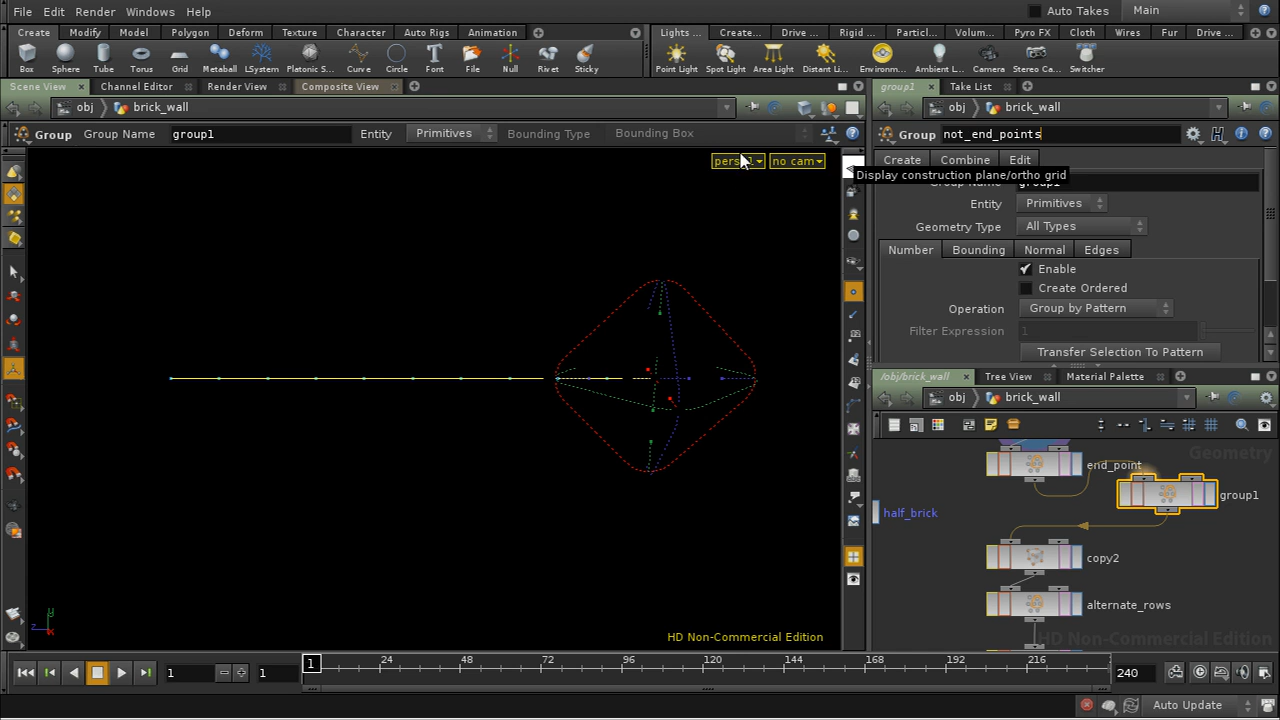 File Edit Render Windows Help
Auto Takes Main
Create Modify Model Polygon Deform Texture Character Auto Rigs Animation
Lights ... Create... Drive ... Rigid ... Particl... Volum... Pyro FX Cloth Wires Fur Drive ...
Box Sphere Tube Torus Grid Metaball LSystem Platonic S... Curve Circle Font File Null Rivet Sticky
Point Light Spot Light Area Light Distant Li... Environm... Ambient L... Camera Stereo Ca... Switcher
Scene View Channel Editor Render View Composite View
group1 Take List
obj brick_wall
obj brick_wall
Group Group Name group1 Entity Primitives Bounding Type Bounding Box
Group not_end_points
no cam
Create Combine Edit
Display construction plane/ortho grid
Entity Primitives
Geometry Type All Types
Number Bounding Normal Edges
Enable
Create Ordered
Operation Group by Pattern
Filter Expression 1
Transfer Selection To Pattern
/obj/brick_wall Tree View Material Palette
obj brick_wall
Geometry
end_point
group1
half_brick
copy2
alternate_rows
z y x
HD Non-Commercial Edition
HD Non-Commercial Edition
1 1 1 24 48 72 96 120 144 168 192 216 240
Auto Update